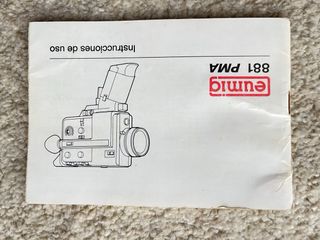 eumig
881 PMA
Instrucciones de uso